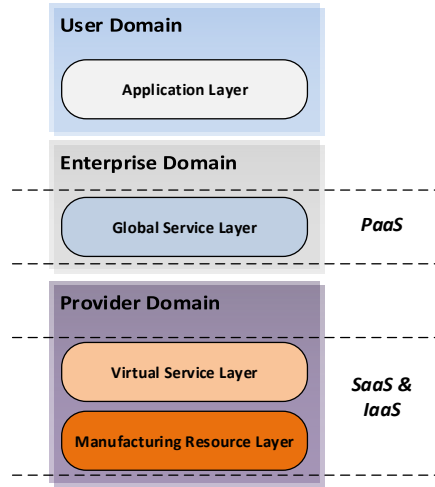 User Domain
Application Layer
Enterprise Domain
Global Service Layer
PaaS
Provider Domain
Virtual Service Layer
SaaS &
IaaS
Manufacturing Resource Layer